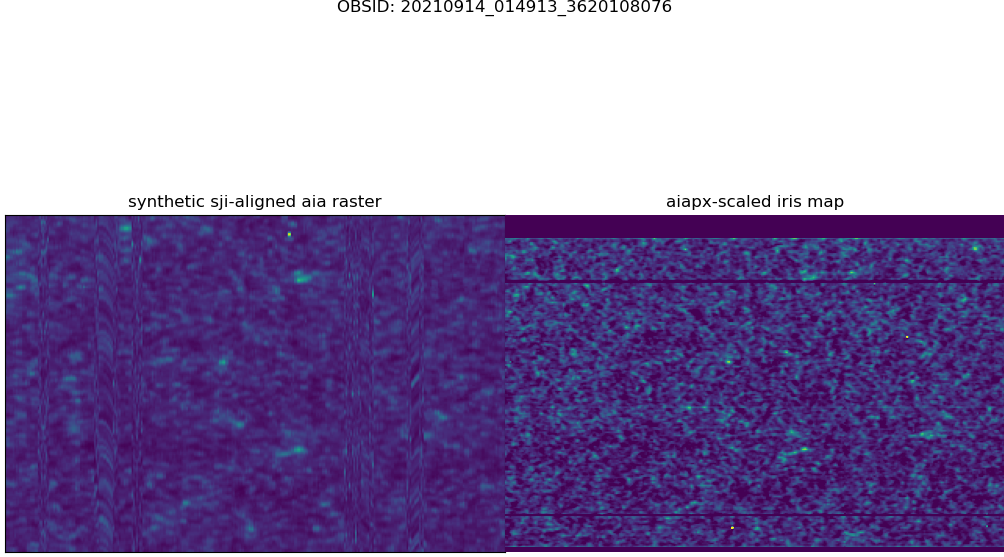 OBSID: 20210914_014913_3620108076
synthetic sji-aligned aia raster
aiapx-scaled iris map